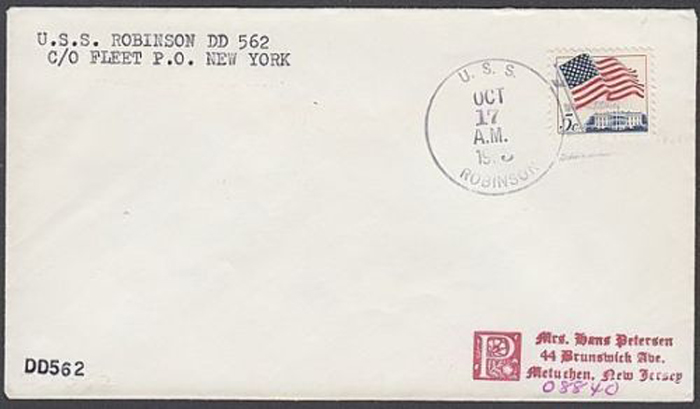 U.S.S. ROBINSON DD 562
C/O FLEET P.O. NEW YORK
U. S. S.
OCT
17
A.M.
ROBINSON
5c
P
Mrs. Hans Petersen
44 Brunswick Ave.
Metuchen, New Jersey
08840
DD562